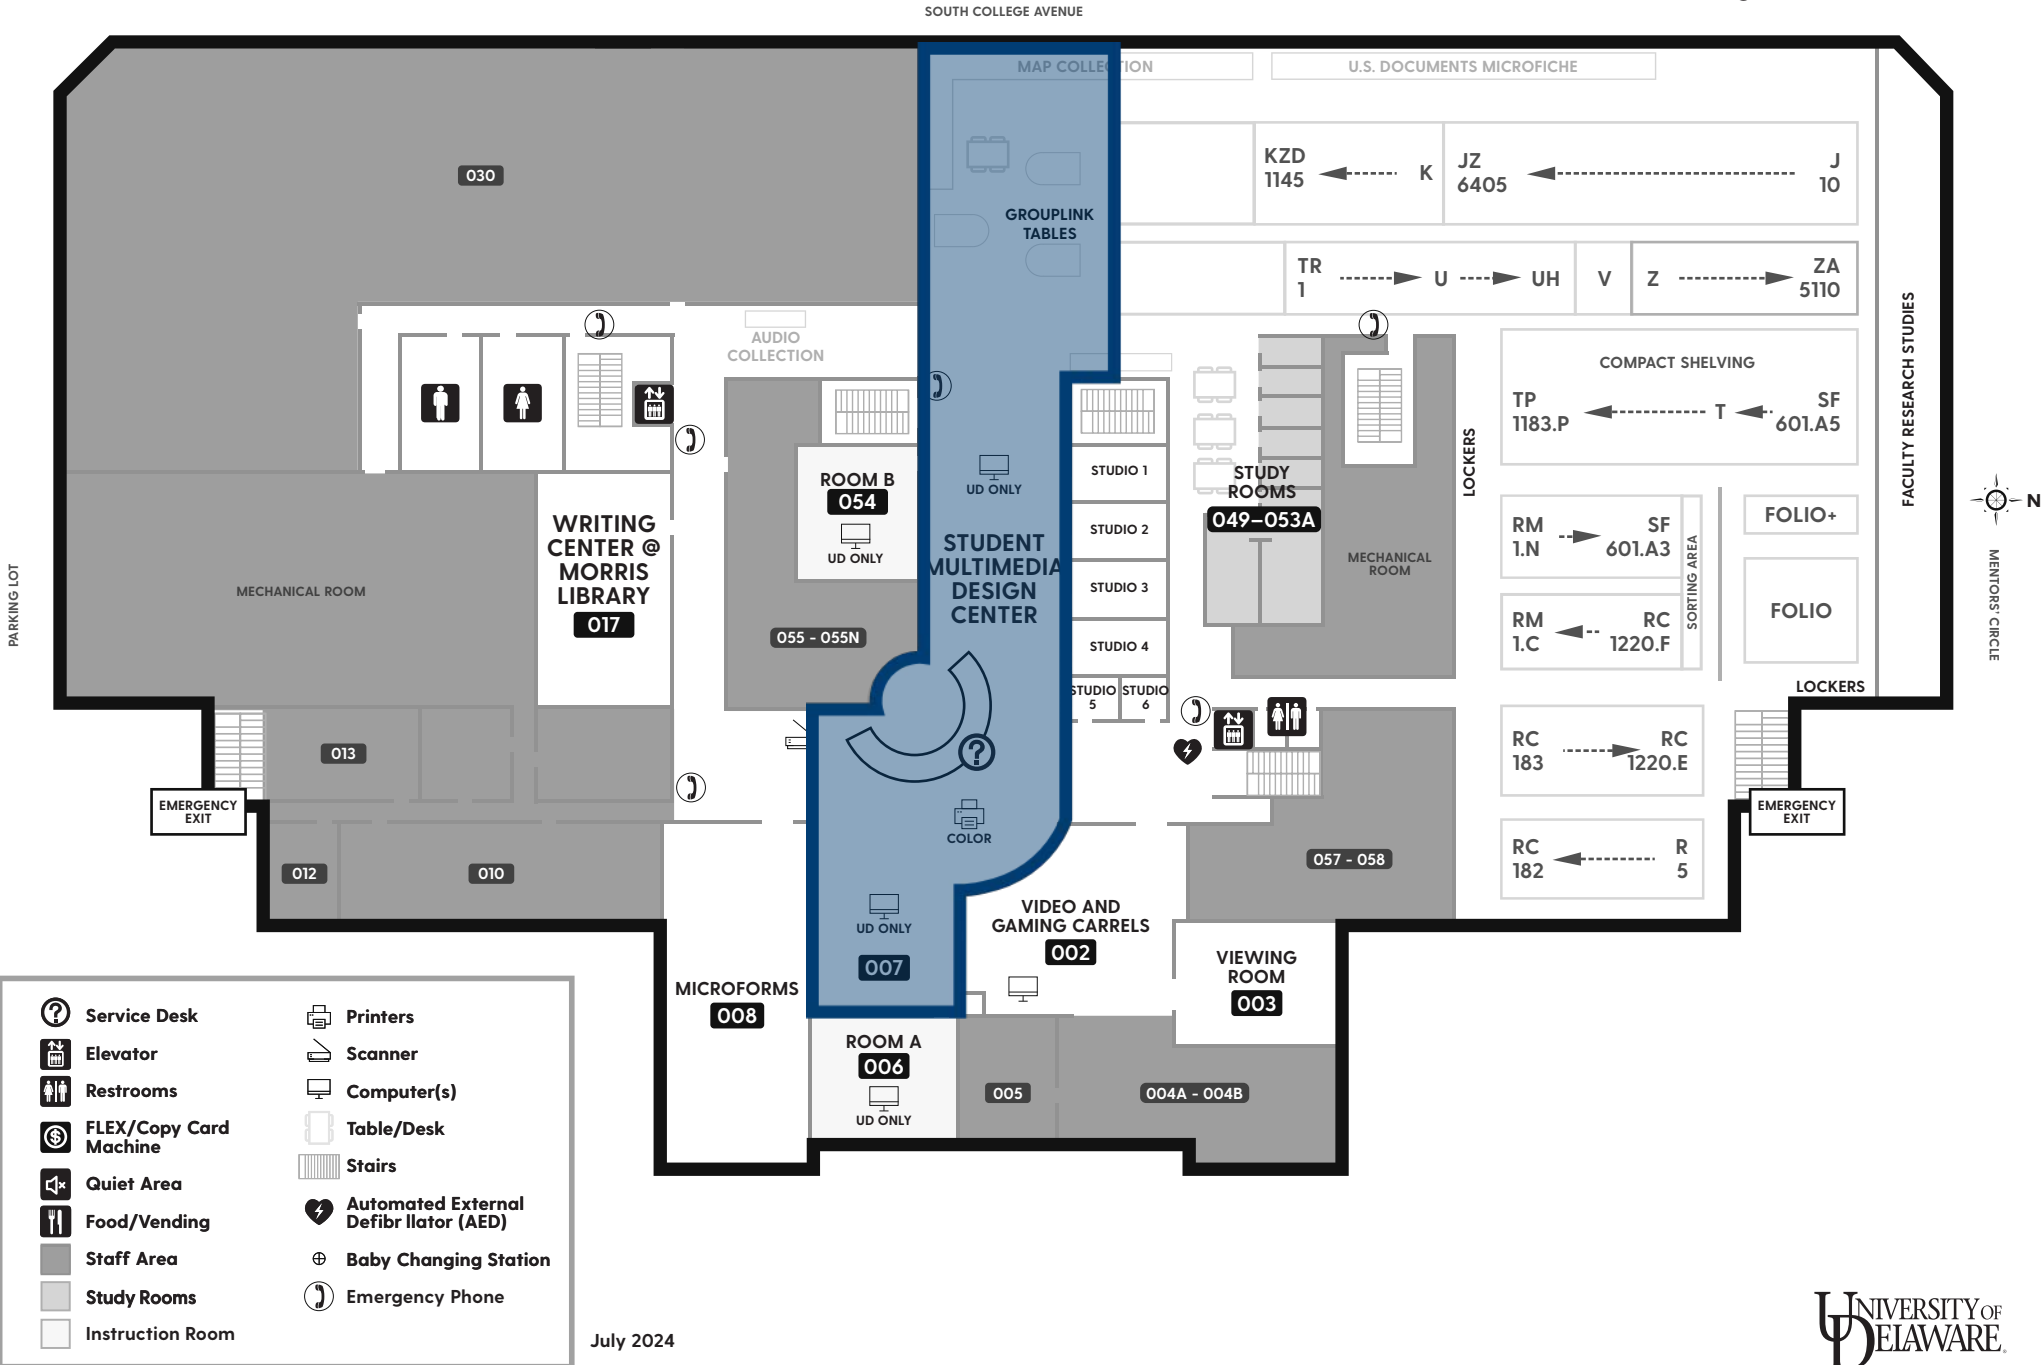 SOUTH COLLEGE AVENUE
MAP COLLECTION
U.S. DOCUMENTS MICROFICHE
030
KZD
1145
K
JZ
6405
J
10
GROUPLINK
TABLES
TR
1
U
UH
V
Z
ZA
5110
AUDIO
COLLECTION
COMPACT SHELVING
TP
1183.P
T
SF
601.A5
FACULTY RESEARCH STUDIES
LOCKERS
ROOM B
054
UD ONLY
UD ONLY
STUDIO 1
STUDIO 2
STUDIO 3
STUDIO 4
STUDIO
5
STUDIO
6
STUDY
ROOMS
049–053A
MECHANICAL
ROOM
RM
1.N
SF
601.A3
RM
1.C
RC
1220.F
SORTING AREA
FOLIO+
FOLIO
LOCKERS
N
MENTORS' CIRCLE
PARKING LOT
MECHANICAL ROOM
WRITING
CENTER @
MORRIS
LIBRARY
017
STUDENT
MULTIMEDIA
DESIGN
CENTER
055 - 055N
013
EMERGENCY
EXIT
RC
183
RC
1220.E
EMERGENCY
EXIT
COLOR
012
010
057 - 058
RC
182
R
5
UD ONLY
007
VIDEO AND
GAMING CARRELS
002
VIEWING
ROOM
003
MICROFORMS
008
ROOM A
006
UD ONLY
005
004A - 004B
Service Desk
Elevator
Restrooms
FLEX/Copy Card
Machine
Quiet Area
Food/Vending
Staff Area
Study Rooms
Instruction Room
Printers
Scanner
Computer(s)
Table/Desk
Stairs
Automated External
Defibr llator (AED)
Baby Changing Station
Emergency Phone
July 2024
UNIVERSITY OF
DELAWARE